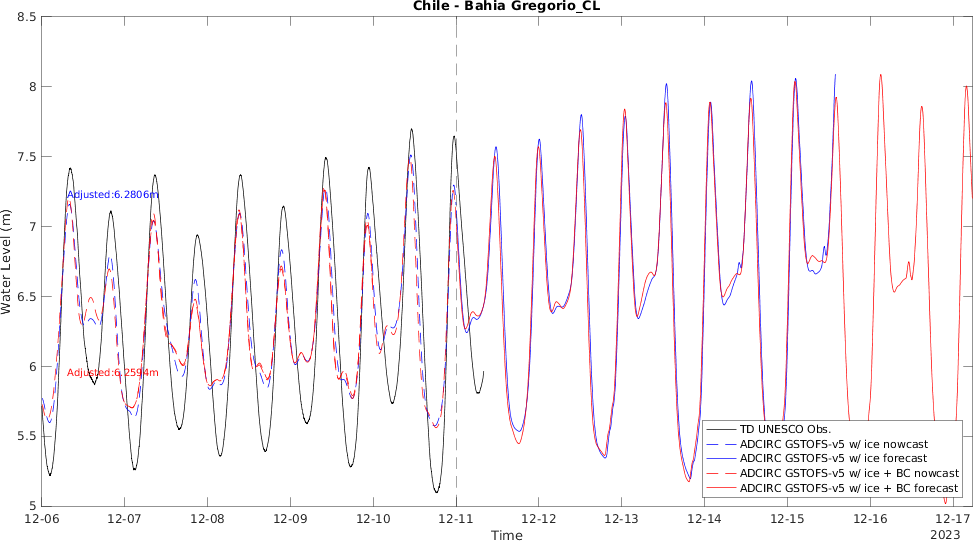 Chile - Bahia Gregorio_CL
Water Level (m)
8.5
8
7.5
7
6.5
6
5.5
5
Adjusted:6.2806m
Adjusted:6.2594m
TD UNESCO Obs.
ADCIRC GSTOFS-v5 w/ ice nowcast
ADCIRC GSTOFS-v5 w/ ice forecast
ADCIRC GSTOFS-v5 w/ ice + BC nowcast
ADCIRC GSTOFS-v5 w/ ice + BC forecast
12-06 12-07 12-08 12-09 12-10 12-11 12-12 12-13 12-14 12-15 12-16 12-17
Time
2023